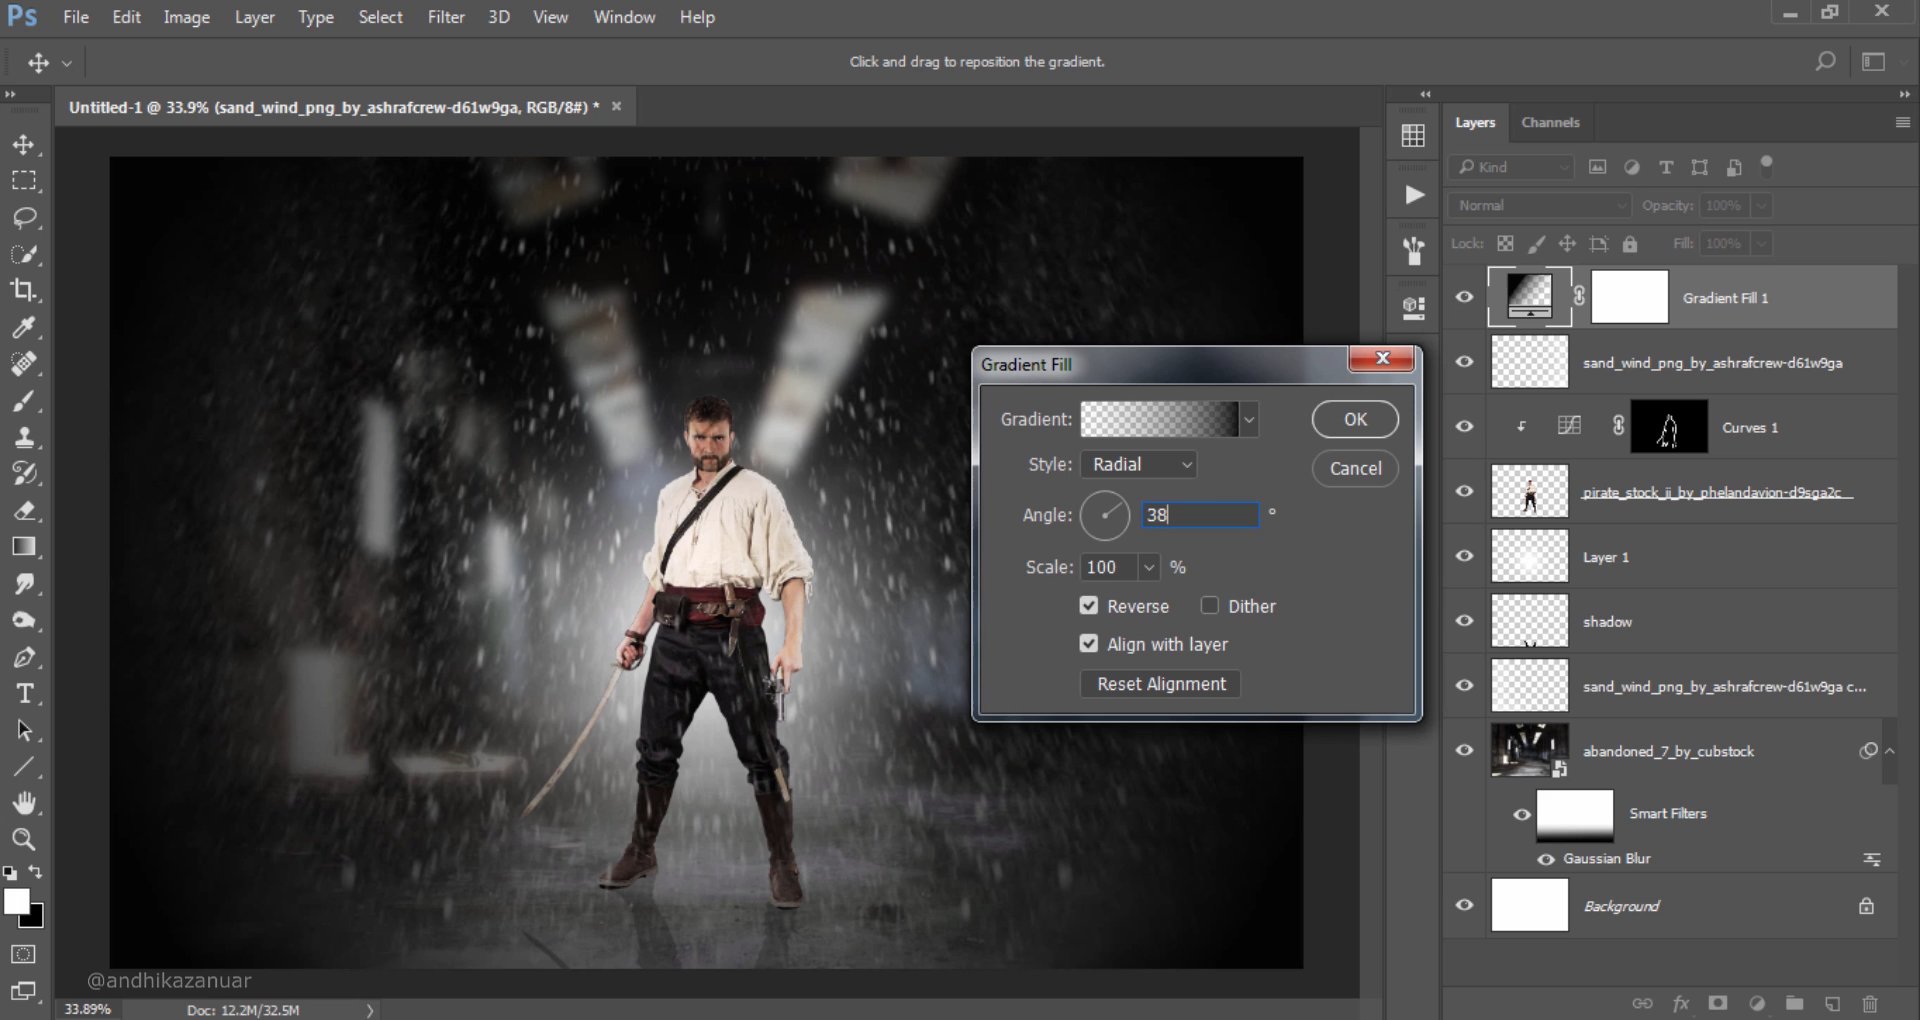 Ps File Edit Image Layer Type Select Filter 3D View Window Help
Click and drag to reposition the gradient.
Untitled-1 @ 33.9% (sand_wind_png_by_ashrafcrew-d61w9ga, RGB/8#) * ×
Layers Channels
Kind
Normal Opacity: 100%
Lock: Fill: 100%
Gradient Fill 1
sand_wind_png_by_ashrafcrew-d61w9ga
Curves 1
pirate_stock_ii_by_phelandavion-d9sga2c
Layer 1
shadow
sand_wind_png_by_ashrafcrew-d61w9ga c...
abandoned_7_by_cubstock
Smart Filters
Gaussian Blur
Background
Gradient Fill
Gradient: OK
Style: Radial Cancel
Angle: 38 °
Scale: 100 %
Reverse Dither
Align with layer
Reset Alignment
@andhikazanuar
33.89% Doc: 12.2M/32.5M
fx